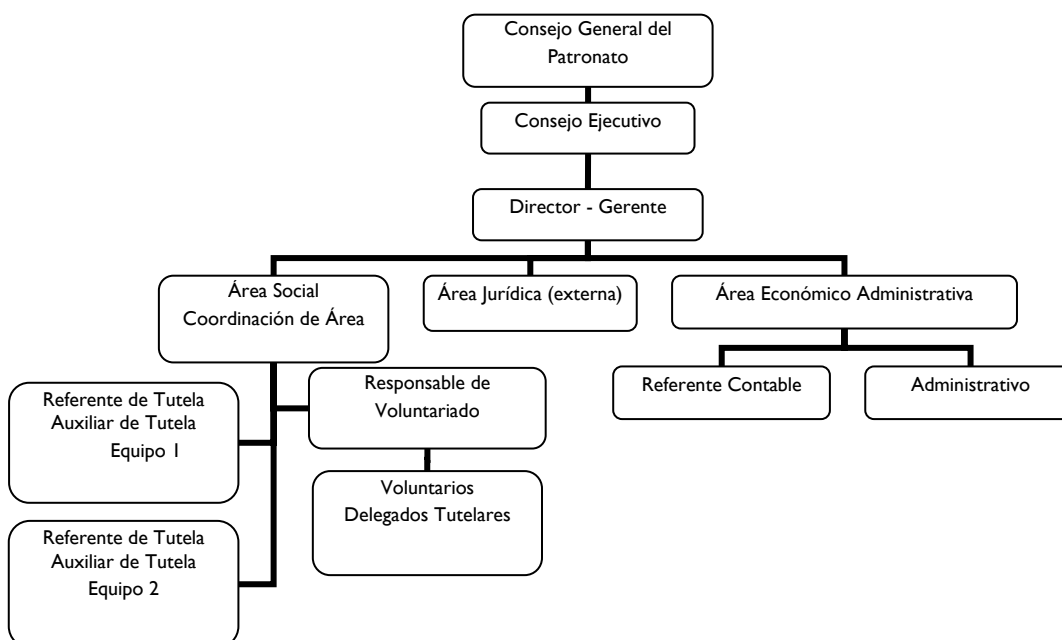 Consejo General del
Patronato
Consejo Ejecutivo
Director - Gerente
Área Social
Coordinación de Área
Área Jurídica (externa)
Área Económico Administrativa
Referente Contable
Administrativo
Responsable de
Voluntariado
Referente de Tutela
Auxiliar de Tutela
Equipo 1
Voluntarios
Delegados Tutelares
Referente de Tutela
Auxiliar de Tutela
Equipo 2